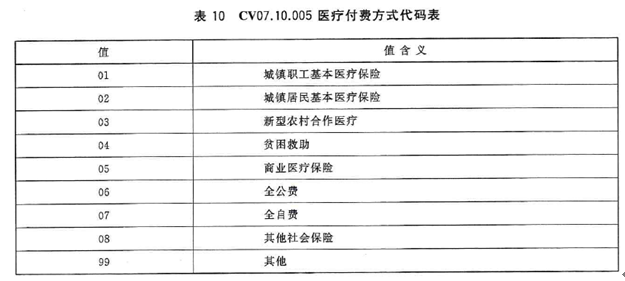 表 10 CV07.10.005 医疗付费方式代码表
值 值含义
01 城镇职工基本医疗保险
02 城镇居民基本医疗保险
03 新型农村合作医疗
04 贫困救助
05 商业医疗保险
06 全公费
07 全自费
08 其他社会保险
99 其他